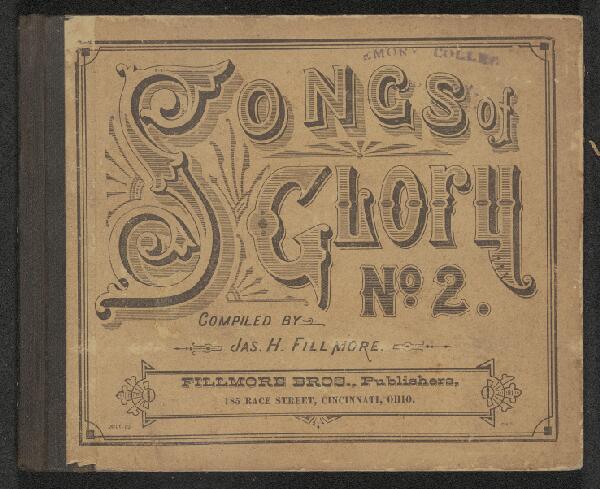 SONGS of
GLORY
No. 2.
COMPILED BY
JAS. H. FILLMORE.
FILLMORE BROS., Publishers,
185 RACE STREET, CINCINNATI, OHIO.